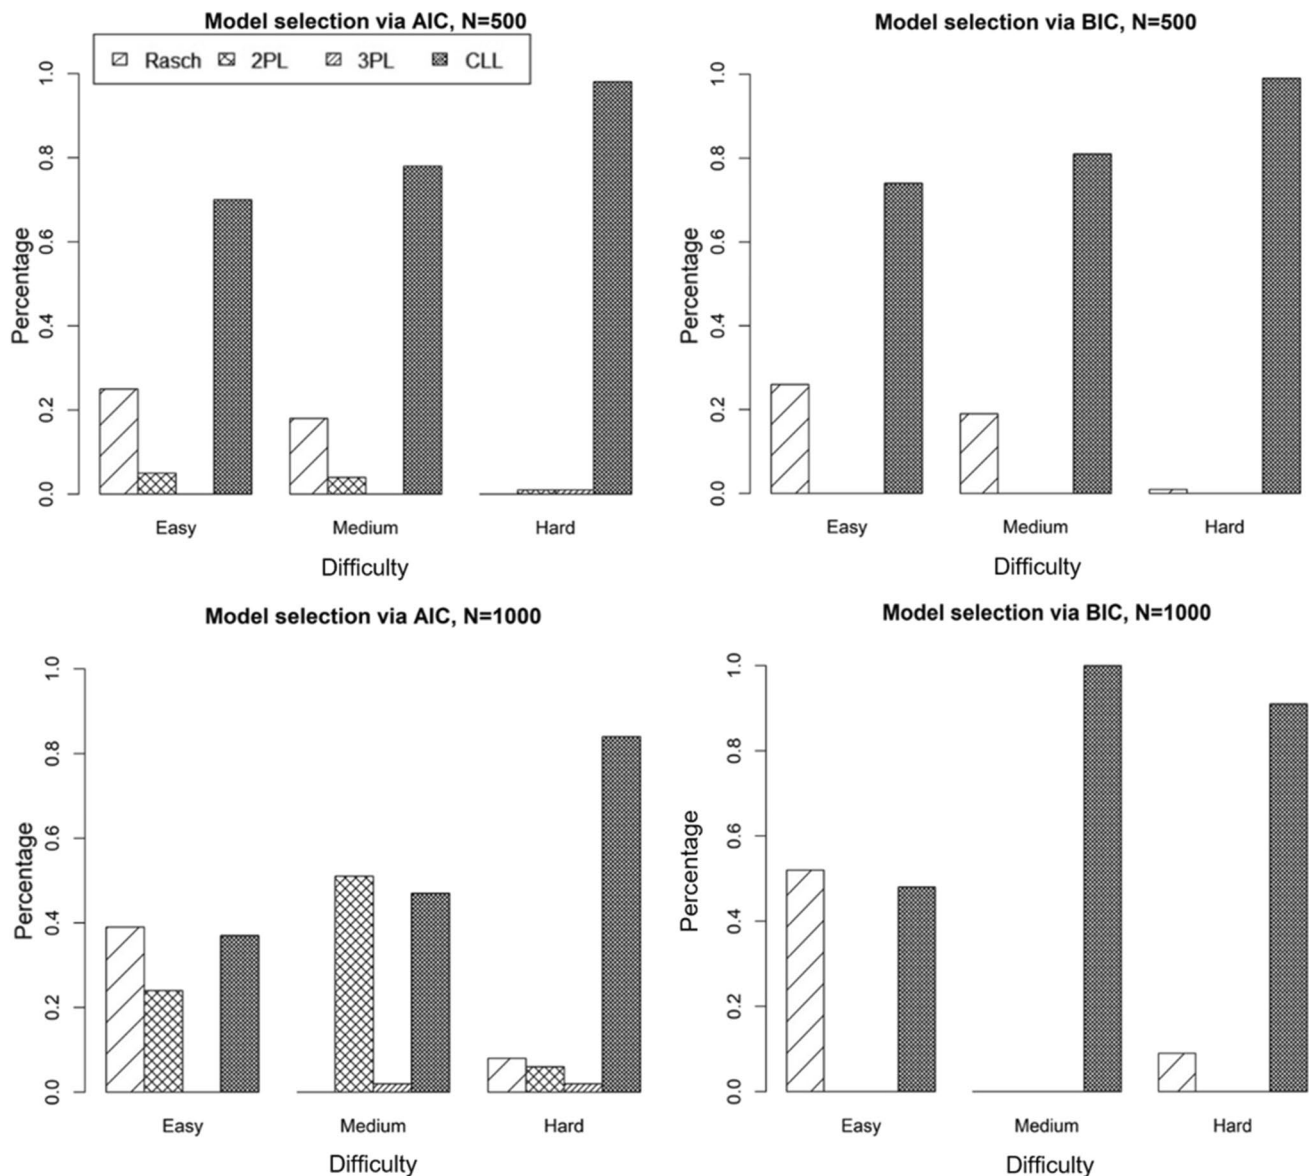 Model selection via AIC, N=500
Rasch 2PL 3PL CLL
Percentage
1.0
0.8
0.6
0.4
0.2
0.0
Easy Medium Hard
Difficulty
Model selection via BIC, N=500
Percentage
1.0
0.8
0.6
0.4
0.2
0.0
Easy Medium Hard
Difficulty
Model selection via AIC, N=1000
Percentage
1.0
0.8
0.6
0.4
0.2
0.0
Easy Medium Hard
Difficulty
Model selection via BIC, N=1000
Percentage
1.0
0.8
0.6
0.4
0.2
0.0
Easy Medium Hard
Difficulty